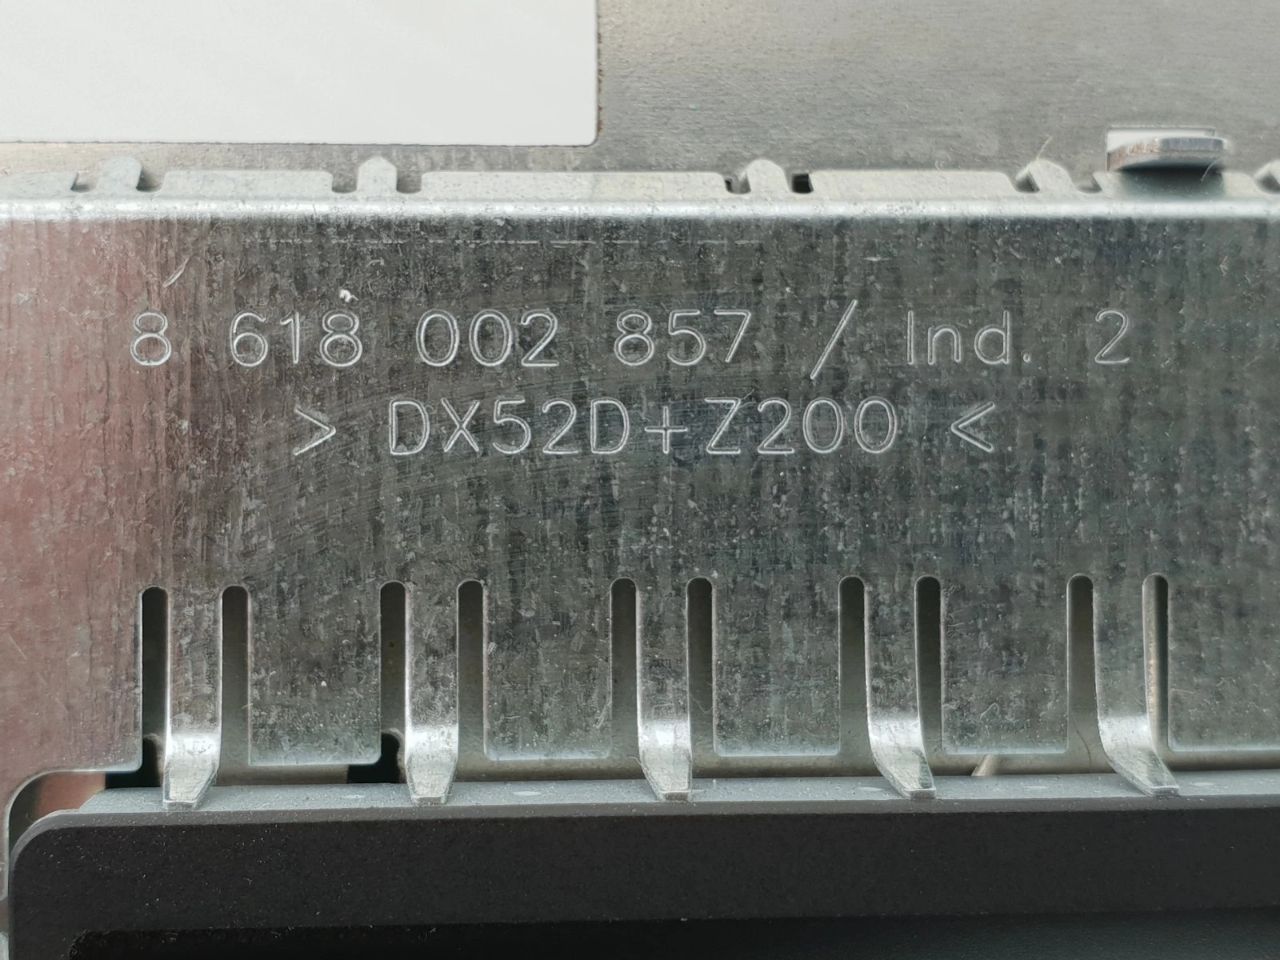 8 618 002 857 / Ind. 2
> DX52D+Z200 <